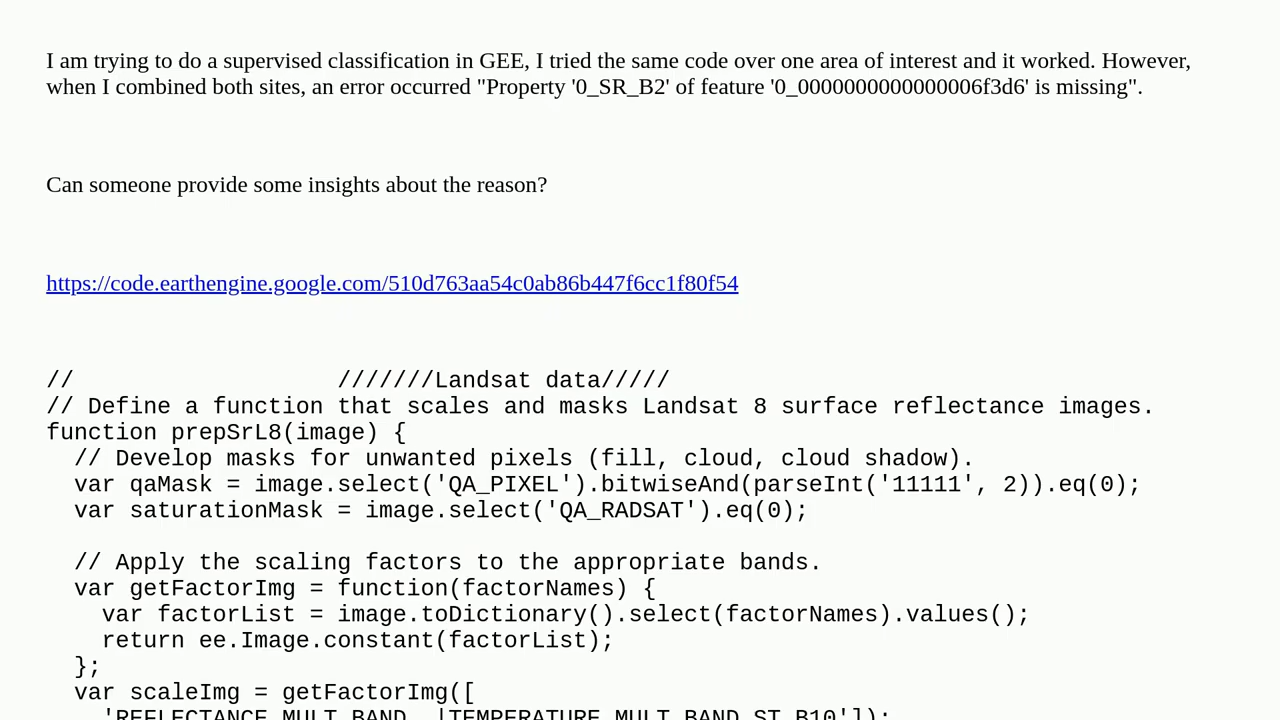 I am trying to do a supervised classification in GEE, I tried the same code over one area of interest and it worked. However,
when I combined both sites, an error occurred "Property '0_SR_B2' of feature '0_0000000000000006f3d6' is missing".
Can someone provide some insights about the reason?
https://code.earthengine.google.com/510d763aa54c0ab86b447f6cc1f80f54
//                   ///////Landsat data/////
// Define a function that scales and masks Landsat 8 surface reflectance images.
function prepSrL8(image) {
  // Develop masks for unwanted pixels (fill, cloud, cloud shadow).
  var qaMask = image.select('QA_PIXEL').bitwiseAnd(parseInt('11111', 2)).eq(0);
  var saturationMask = image.select('QA_RADSAT').eq(0);
  // Apply the scaling factors to the appropriate bands.
  var getFactorImg = function(factorNames) {
    var factorList = image.toDictionary().select(factorNames).values();
    return ee.Image.constant(factorList);
  };
  var scaleImg = getFactorImg([
    'REFLECTANCE_MULT_BAND_.|TEMPERATURE_MULT_BAND_ST_B10']);